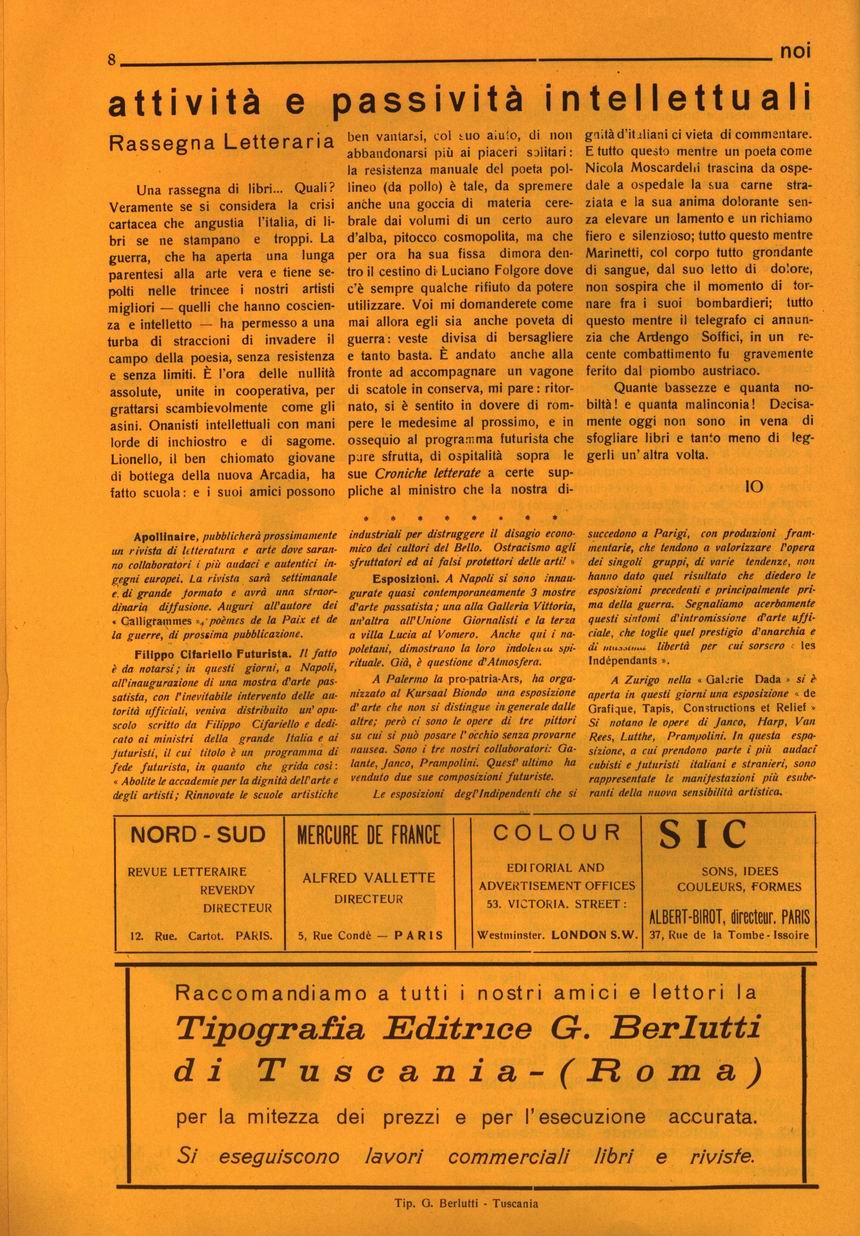 8
noi
attività e passività intellettuali
Rassegna Letteraria
Una rassegna di libri... Quali?
Veramente se si considera la crisi
cartacea che angustia l'italia, di li-
bri se ne stampano e troppi. La
guerra, che ha aperta una lunga
parentesi alla arte vera e tiene se-
polti nelle trincee i nostri artisti
migliori — quelli che hanno coscien-
za e intelletto — ha permesso a una
turba di straccioni di invadere il
campo della poesia, senza resistenza
e senza limiti. È l'ora delle nullità
assolute, unite in cooperativa, per
grattarsi scambievolmente come gli
asini. Onanisti intellettuali con mani
lorde di inchiostro e di sagome.
Lionello, il ben chiomato giovane
di bottega della nuova Arcadia, ha
fatto scuola: e i suoi amici possono
ben vantarsi, col suo aiuto, di non
abbandonarsi più ai piaceri solitari:
la resistenza manuale del poeta pol-
lineo (da pollo) è tale, da spremere
anche una goccia di materia cere-
brale dai volumi di un certo auro
d'alba, pitocco cosmopolita, ma che
per ora ha sua fissa dimora den-
tro il cestino di Luciano Folgore dove
c'è sempre qualche rifiuto da potere
utilizzare. Voi mi domanderete come
mai allora egli sia anche poveta di
guerra: veste divisa di bersagliere
e tanto basta. È andato anche alla
fronte ad accompagnare un vagone
di scatole in conserva, mi pare: ritor-
nato, si è sentito in dovere di rom-
pere le medesime al prossimo, e in
ossequio al programma futurista che
pure sfrutta, di ospitalità sopra le
sue Croniche letterate a certe sup-
pliche al ministro che la nostra di-
gnità d'italiani ci vieta di commentare.
E tutto questo mentre un poeta come
Nicola Moscardelli trascina da ospe-
dale a ospedale la sua carne stra-
ziata e la sua anima dolorante sen-
za elevare un lamento e un richiamo
fiero e silenzioso; tutto questo mentre
Marinetti, col corpo tutto grondante
di sangue, dal suo letto di dolore,
non sospira che il momento di tor-
nare fra i suoi bombardieri; tutto
questo mentre il telegrafo ci annun-
zia che Ardengo Soffici, in un re-
cente combattimento fu gravemente
ferito dal piombo austriaco.
Quante bassezze e quanta no-
biltà! e quanta malinconia! Decisa-
mente oggi non sono in vena di
sfogliare libri e tanto meno di leg-
gerli un'altra volta.
IO
* * * * * * * *
Apollinaire, pubblicherà prossimamente
un rivista di letteratura e arte dove saran-
no collaboratori i più audaci e autentici in-
gegni europei. La rivista sarà settimanale
e di grande formato e avrà una straor-
dinaria diffusione. Auguri all'autore dei
« Calligrammes », poèmes de la Paix et de
la guerre, di prossima pubblicazione.
Filippo Cifariello Futurista. Il fatto
è da notarsi; in questi giorni, a Napoli,
all'inaugurazione di una mostra d'arte pas-
satista, con l'inevitabile intervento delle au-
torità ufficiali, veniva distribuito un'opu-
scolo scritto da Filippo Cifariello e dedi-
cato ai ministri della grande Italia e ai
futuristi, il cui titolo è un programma di
fede futurista, in quanto che grida così:
« Abolite le accademie per la dignità dell'arte e
degli artisti; Rinnovate le scuole artistiche
industriali per distruggere il disagio econo-
mico dei cultori del Bello. Ostracismo agli
sfruttatori ed ai falsi protettori delle arti! »
Esposizioni. A Napoli si sono innau-
gurate quasi contemporaneamente 3 mostre
d'arte passatista; una alla Galleria Vittoria,
un'altra all'Unione Giornalisti e la terza
a villa Lucia al Vomero. Anche qui i na-
poletani, dimostrano la loro indolenza spi-
rituale. Già, è questione d'Atmosfera.
A Palermo la pro-patria-Ars, ha orga-
nizzato al Kursaal Biondo una esposizione
d'arte che non si distingue in generale dalle
altre; però ci sono le opere di tre pittori
su cui si può posare l'occhio senza provarne
nausea. Sono i tre nostri collaboratori: Ga-
lante, Janco, Prampolini. Quest'ultimo ha
venduto due sue composizioni futuriste.
Le esposizioni degl'Indipendenti che si
succedono a Parigi, con produzioni fram-
mentarie, che tendono a valorizzare l'opera
dei singoli gruppi, di varie tendenze, non
hanno dato quel risultato che diedero le
esposizioni precedenti e principalmente pri-
ma della guerra. Segnaliamo acerbamente
questi sintomi d'intromissione d'arte uffi-
ciale, che toglie quel prestigio d'anarchia e
di libertà per cui sorsero « les
Indépendants ».
A Zurigo nella « Galerie Dada » si è
aperta in questi giorni una esposizione « de
Grafique, Tapis, Constructions et Relief »
Si notano le opere di Janco, Harp, Van
Rees, Lutthe, Prampolini. In questa espo-
sizione, a cui prendono parte i più audaci
cubisti e futuristi italiani e stranieri, sono
rappresentate le manifestazioni più esube-
ranti della nuova sensibilità artistica.
NORD - SUD
REVUE LETTERAIRE
REVERDY
DIRECTEUR
12. Rue. Cartot. PARIS.
MERCURE DE FRANCE
ALFRED VALLETTE
DIRECTEUR
5, Rue Condè — PARIS
COLOUR
EDITORIAL AND
ADVERTISEMENT OFFICES
53. VICTORIA. STREET:
Westminster. LONDON S.W.
SIC
SONS, IDEES
COULEURS, FORMES
ALBERT-BIROT, directeur. PARIS
37, Rue de la Tombe-Issoire
Raccomandiamo a tutti i nostri amici e lettori la
Tipografia Editrice G. Berlutti
di Tuscania-(Roma)
per la mitezza dei prezzi e per l'esecuzione accurata.
Si eseguiscono lavori commerciali libri e riviste.
Tip. G. Berlutti - Tuscania